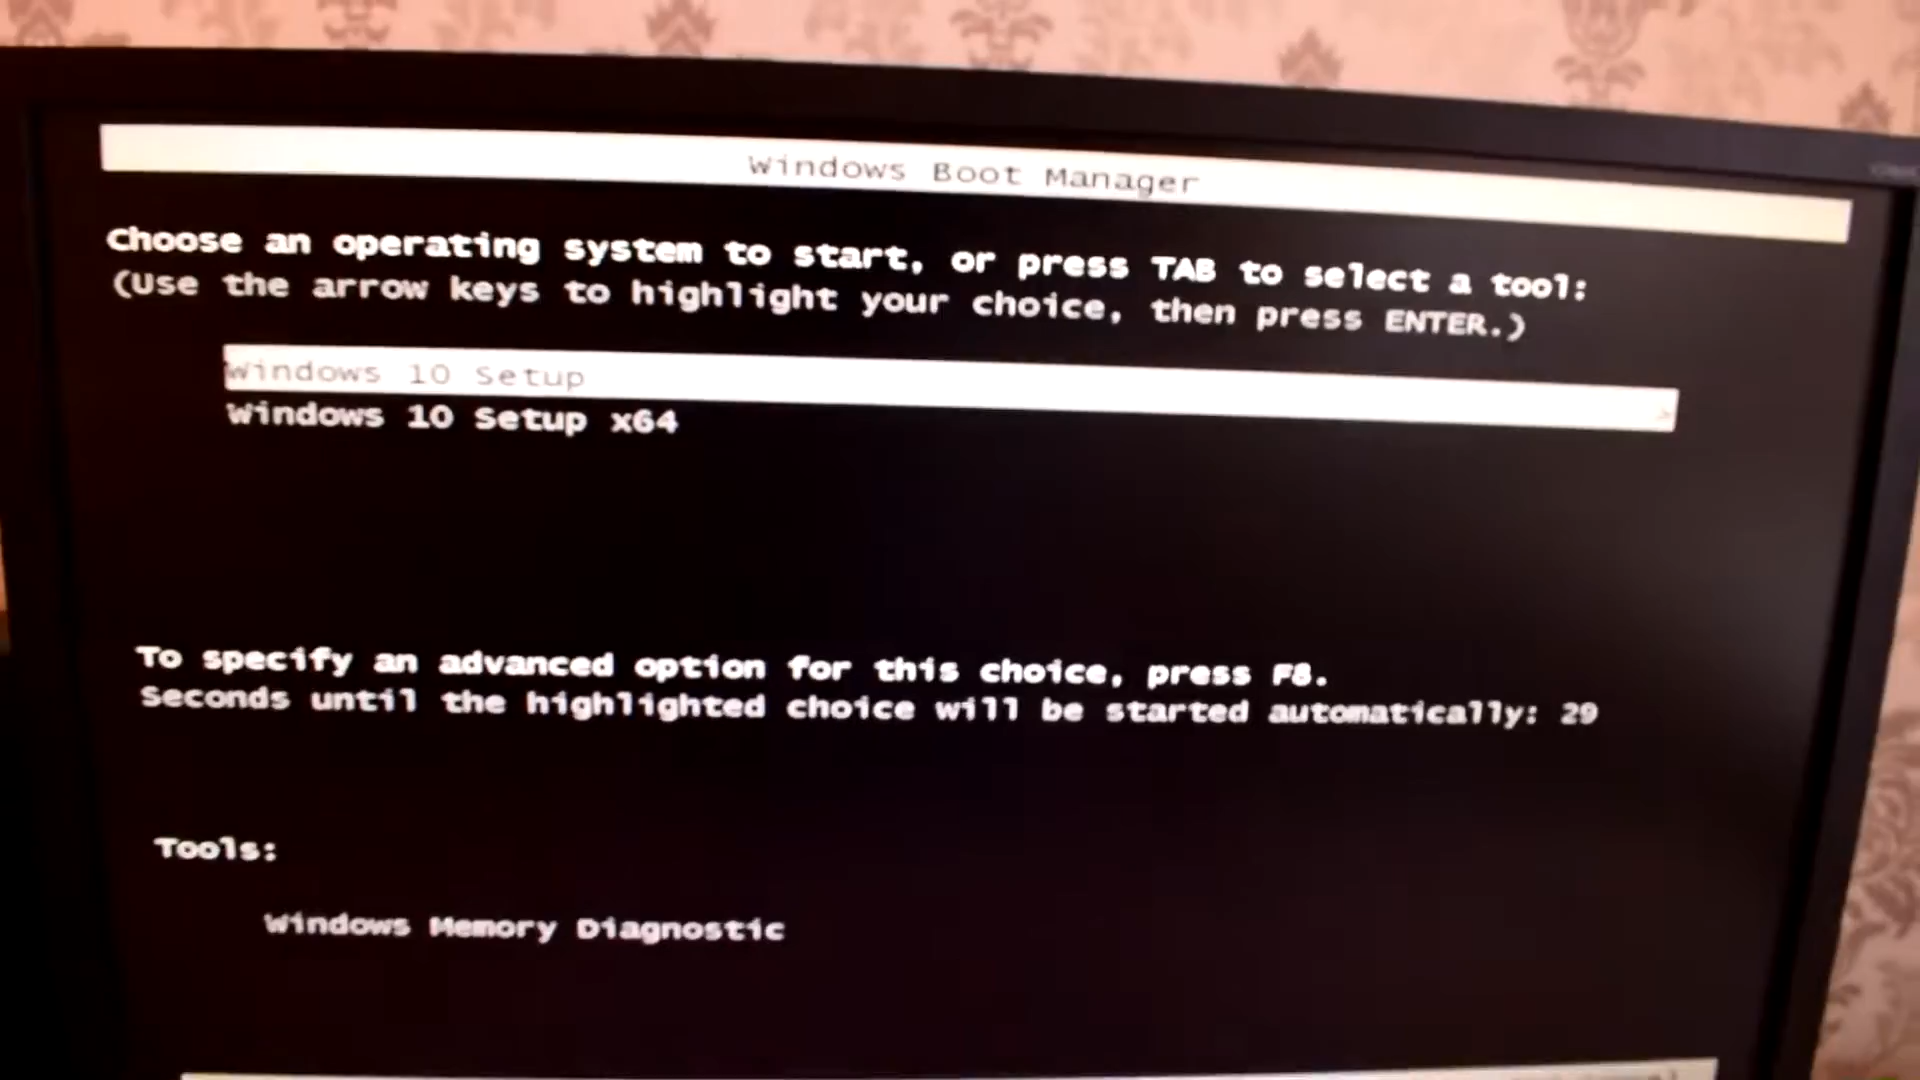 Windows Boot Manager
Choose an operating system to start, or press TAB to select a tool:
(Use the arrow keys to highlight your choice, then press ENTER.)
Windows 10 Setup >
Windows 10 Setup x64
To specify an advanced option for this choice, press F8.
Seconds until the highlighted choice will be started automatically: 29
Tools:
Windows Memory Diagnostic